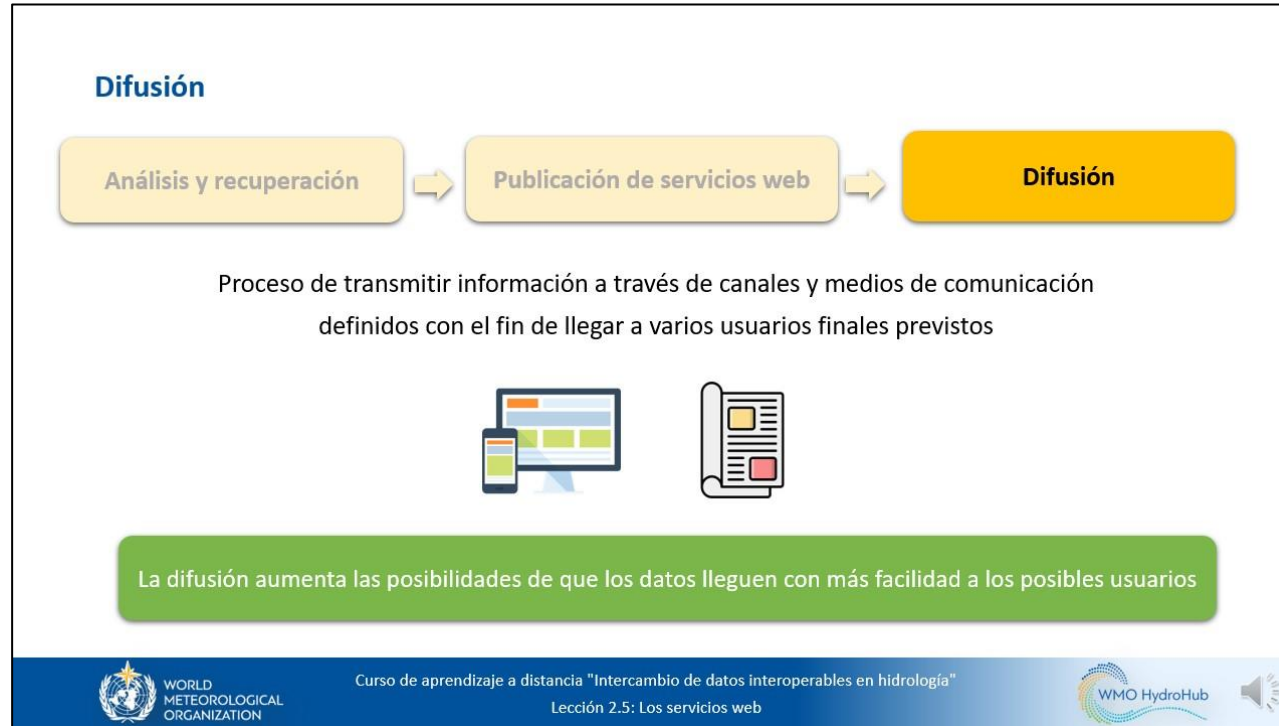 Difusión
Análisis y recuperación
Publicación de servicios web
Difusión
Proceso de transmitir información a través de canales y medios de comunicación
definidos con el fin de llegar a varios usuarios finales previstos
La difusión aumenta las posibilidades de que los datos lleguen con más facilidad a los posibles usuarios
WORLD
METEOROLOGICAL
ORGANIZATION
Curso de aprendizaje a distancia "Intercambio de datos interoperables en hidrología"
Lección 2.5: Los servicios web
WMO HydroHub